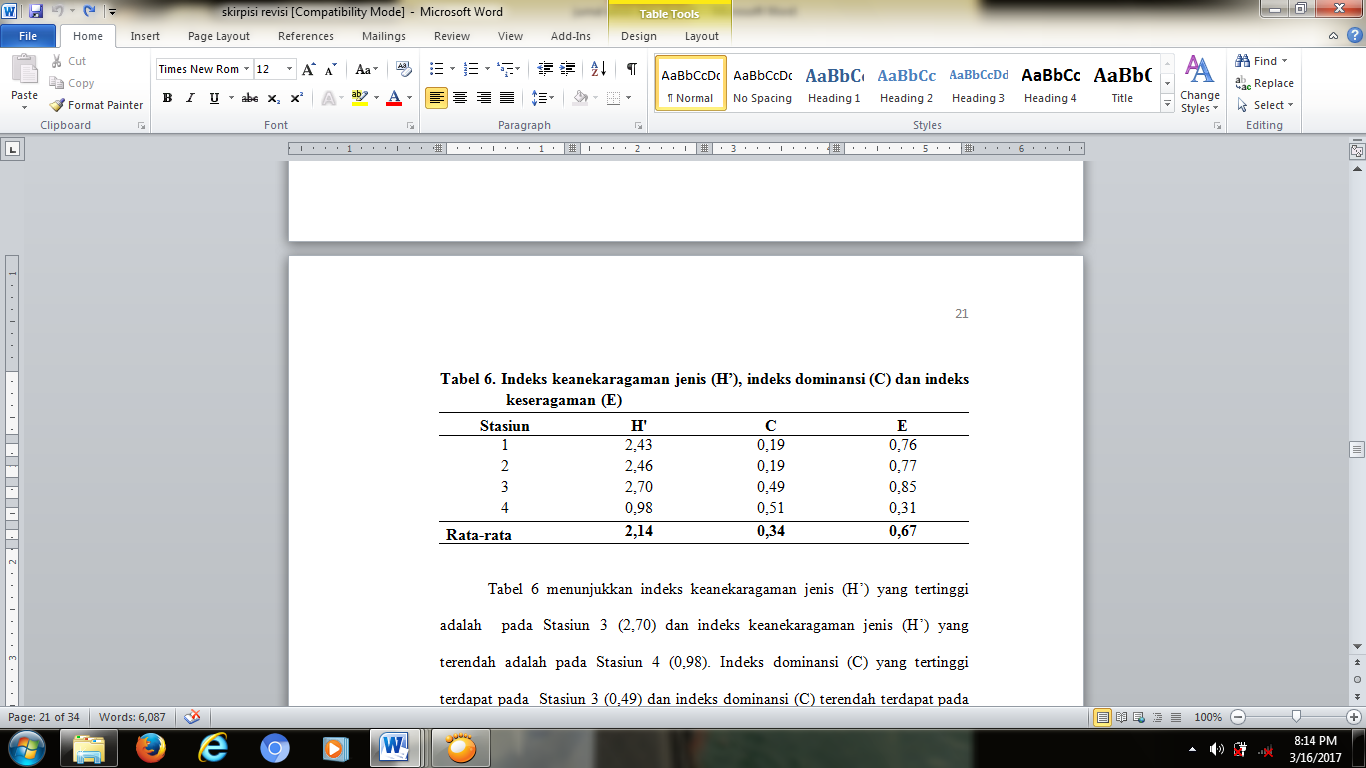 skirpisi revisi [Compatibility Mode] - Microsoft Word
Table Tools
File Home Insert Page Layout References Mailings Review View Add-Ins Design Layout
Paste
Cut
Copy
Format Painter
Clipboard
Times New Rom 12
Font
Paragraph
AaBbCcDc AaBbCcDc AaBbC AaBbCc AaBbCcDd AaBbCc AaBbC
¶ Normal No Spacing Heading 1 Heading 2 Heading 3 Heading 4 Title
Styles
Change Styles
Find
Replace
Select
Editing
21
Tabel 6. Indeks keanekaragaman jenis (H’), indeks dominansi (C) dan indeks
keseragaman (E)
Stasiun H' C E
1 2,43 0,19 0,76
2 2,46 0,19 0,77
3 2,70 0,49 0,85
4 0,98 0,51 0,31
Rata-rata 2,14 0,34 0,67
Tabel 6 menunjukkan indeks keanekaragaman jenis (H’) yang tertinggi
adalah pada Stasiun 3 (2,70) dan indeks keanekaragaman jenis (H’) yang
terendah adalah pada Stasiun 4 (0,98). Indeks dominansi (C) yang tertinggi
terdapat pada Stasiun 3 (0,49) dan indeks dominansi (C) terendah terdapat pada
Page: 21 of 34 Words: 6,087 100%
8:14 PM
3/16/2017